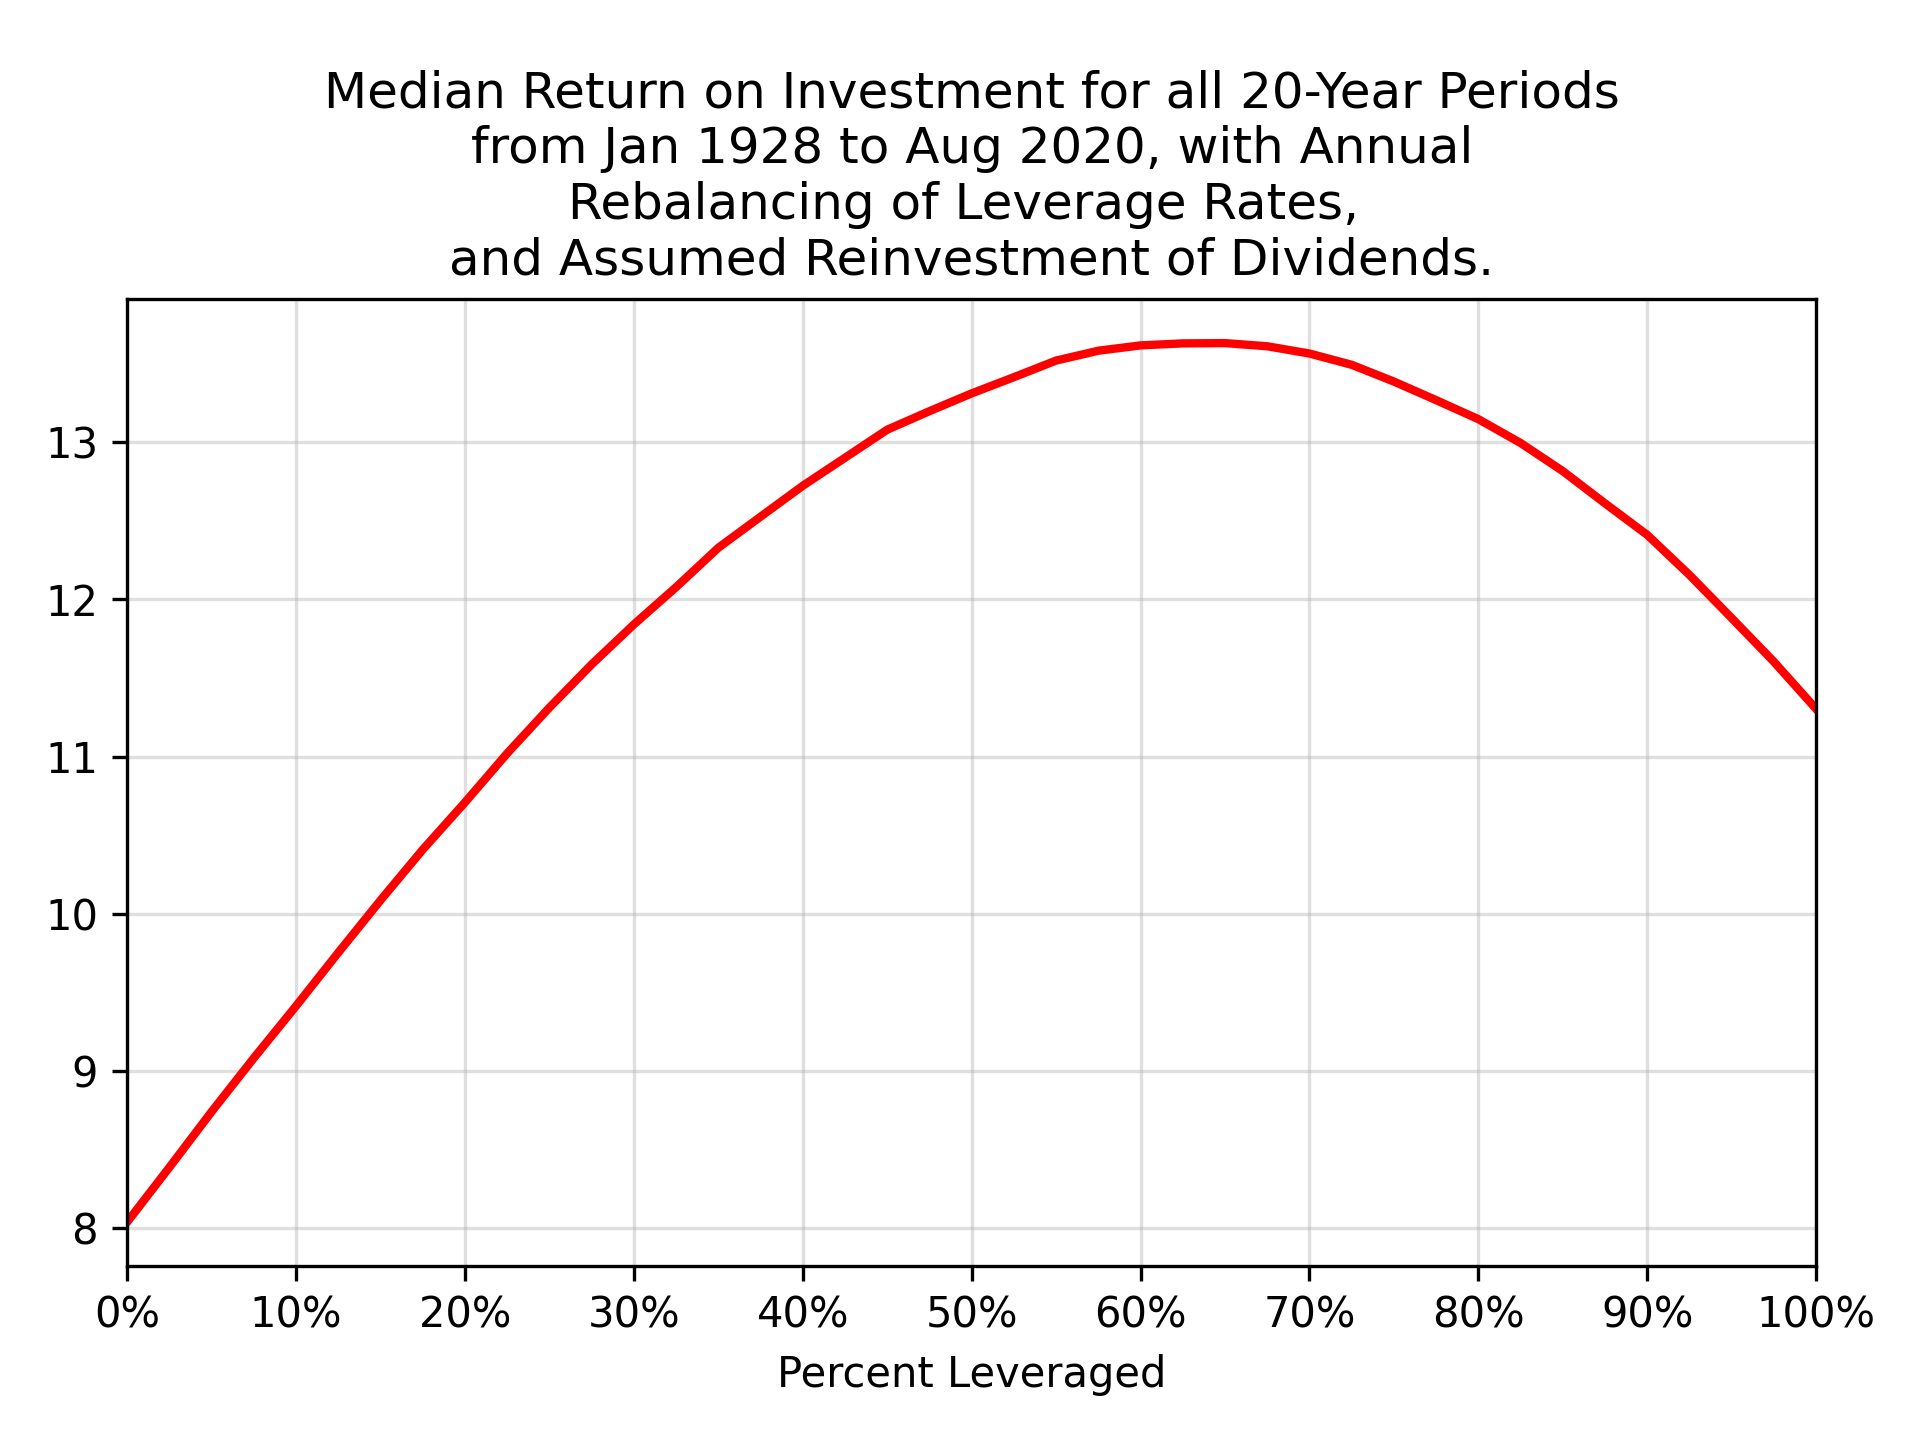 Median Return on Investment for all 20-Year Periods
from Jan 1928 to Aug 2020, with Annual
Rebalancing of Leverage Rates,
and Assumed Reinvestment of Dividends.
13
12
11
10
9
8
0% 10% 20% 30% 40% 50% 60% 70% 80% 90% 100%
Percent Leveraged